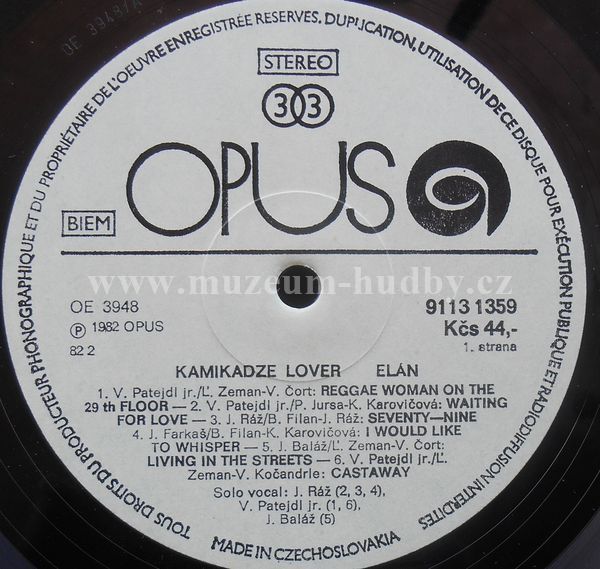 OE 3948/A
TOUS DROITS DU PRODUCTEUR PHONOGRAPHIQUE ET DU PROPRIÉTAIRE DE L'OEUVRE ENREGISTRÉE RESERVÉS. DUPLICATION, UTILISATION DE CE DISQUE POUR EXÉCUTION PUBLIQUE ET RADIODIFFUSION INTERDITES
STEREO
33
OPUS
BIEM
www.muzeum-hudby.cz
OE 3948
9113 1359
Ⓟ 1982 OPUS
Kčs 44,-
82 2
1. strana
KAMIKADZE LOVER ELÁN
1. V. Patejdl jr./Ľ. Zeman-V. Čort: REGGAE WOMAN ON THE
29 th FLOOR — 2. V. Patejdl jr./P. Jursa-K. Karovičová: WAITING
FOR LOVE — 3. J. Ráž/B. Filan-J. Ráž: SEVENTY—NINE
4. J. Farkaš/B. Filan-K. Karovičová: I WOULD LIKE
TO WHISPER — 5. J. Baláž/Ľ. Zeman-V. Čort:
LIVING IN THE STREETS — 6. V. Patejdl jr./Ľ.
Zeman-V. Kočandrle: CASTAWAY
Solo vocal: J. Ráž (2, 3, 4),
V. Patejdl jr. (1, 6),
J. Baláž (5)
MADE IN CZECHOSLOVAKIA